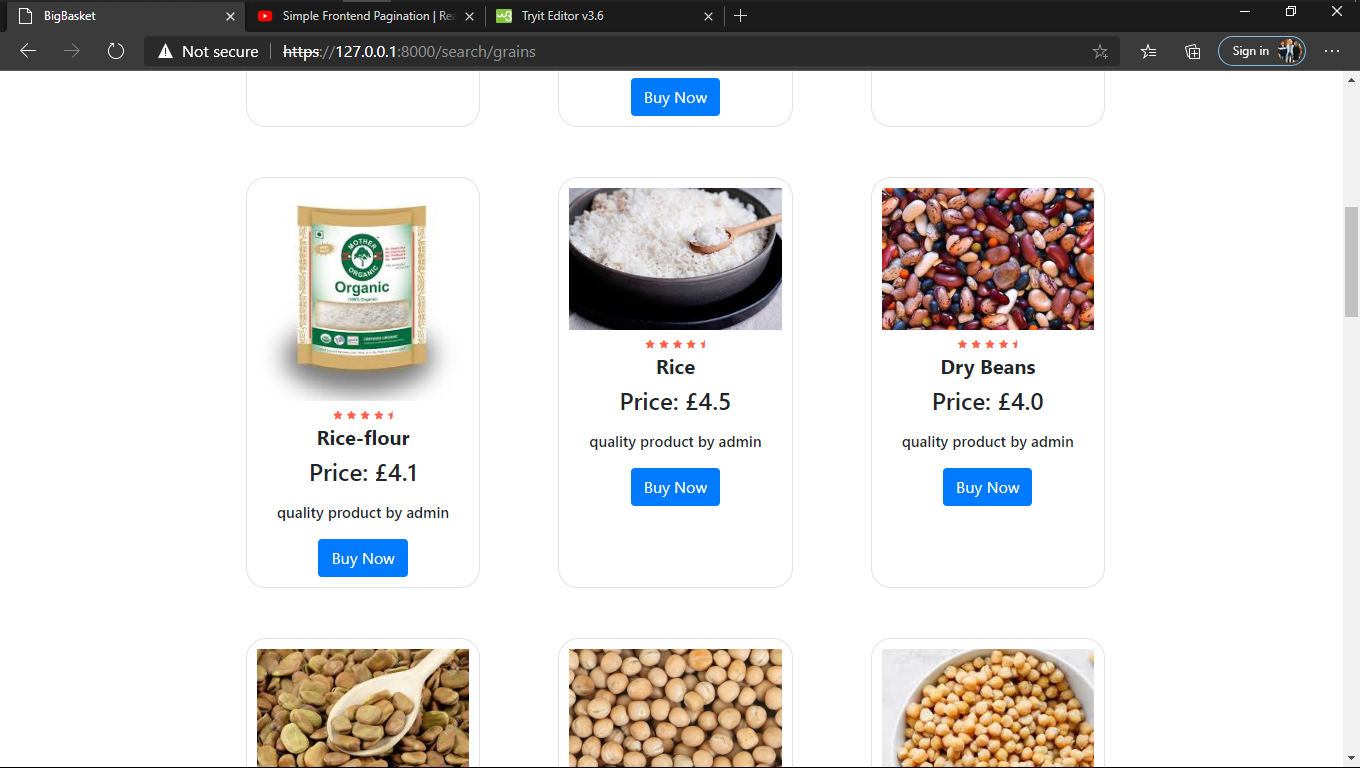 BigBasket
Simple Frontend Pagination | Rea
Tryit Editor v3.6
Not secure
https://127.0.0.1:8000/search/grains
Sign in
Buy Now
MOTHER ORGANIC
Organic
(100% Organic)
Rice-flour
Price: £4.1
quality product by admin
Buy Now
Rice
Price: £4.5
quality product by admin
Buy Now
Dry Beans
Price: £4.0
quality product by admin
Buy Now